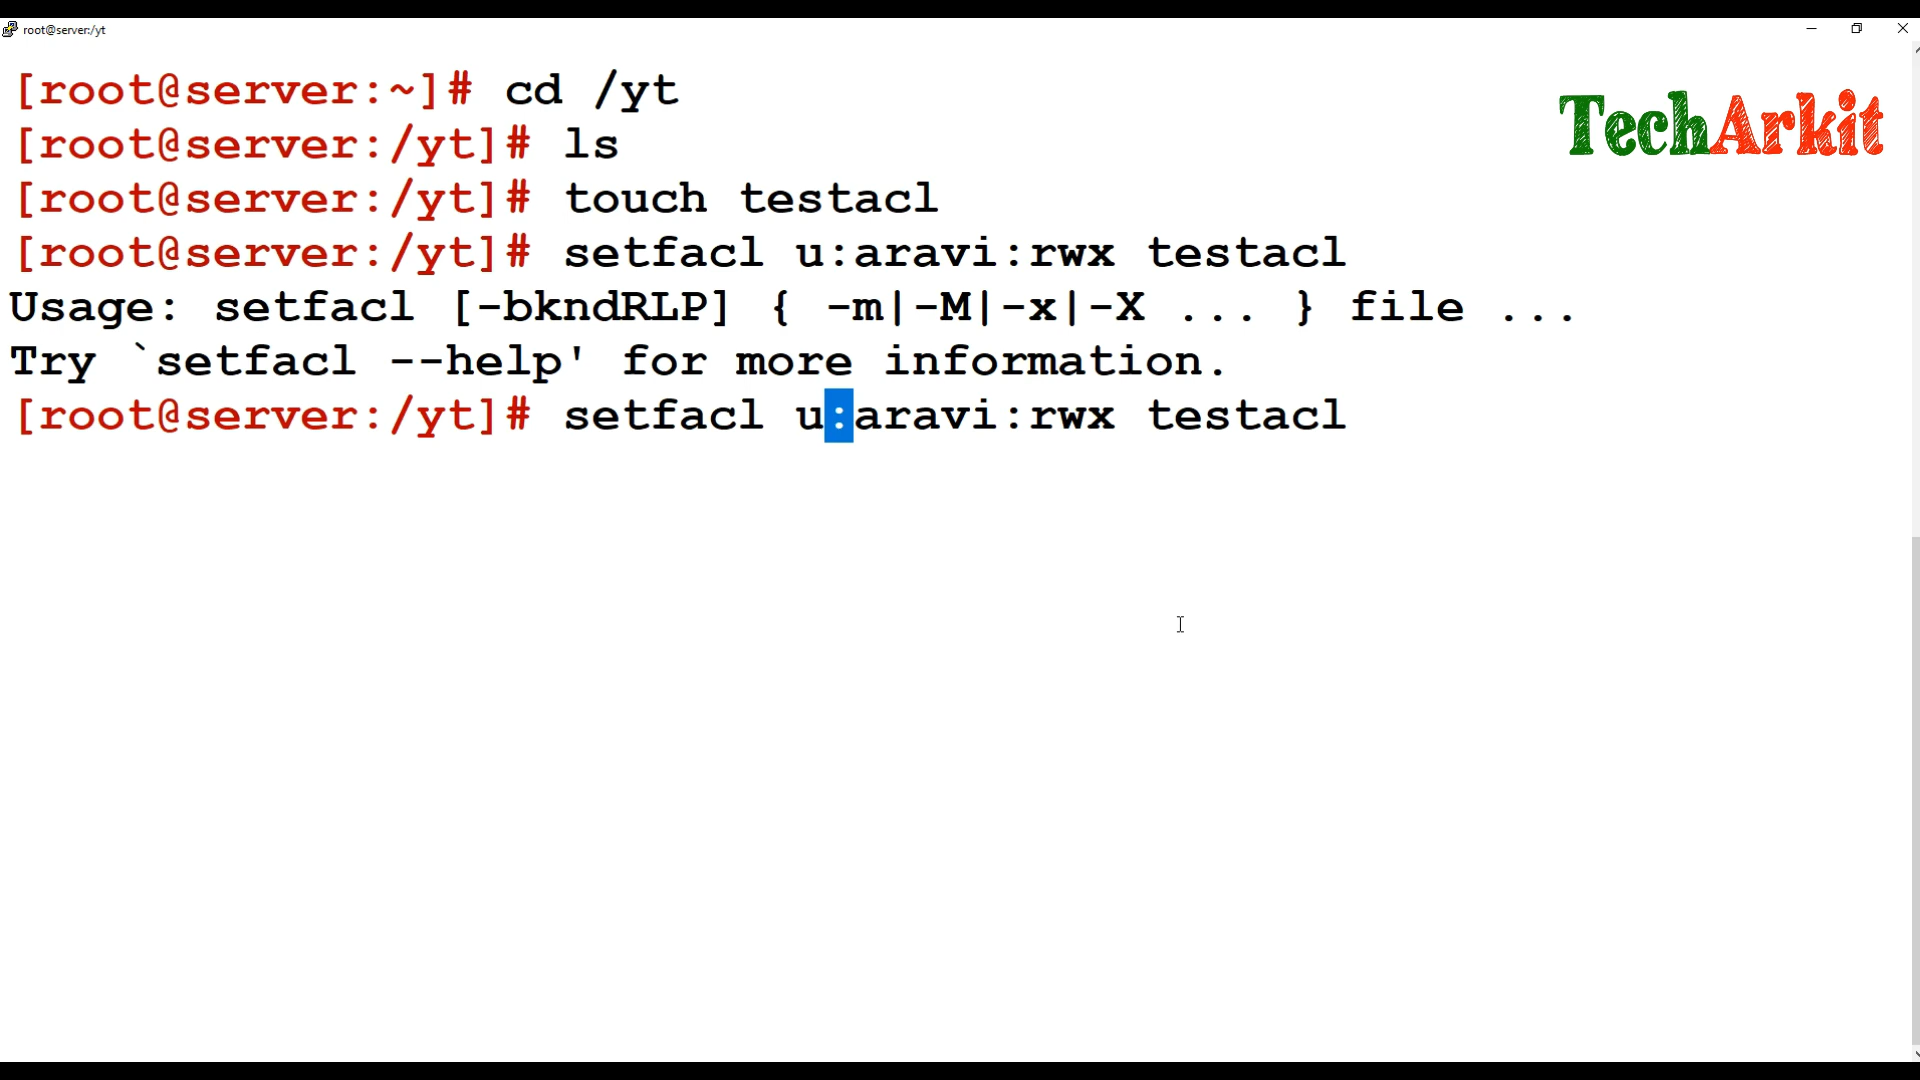 root@server:/yt
[root@server:~]# cd /yt
TechArkit
[root@server:/yt]# ls
[root@server:/yt]# touch testacl
[root@server:/yt]# setfacl u:aravi:rwx testacl
Usage: setfacl [-bkndRLP] { -m|-M|-x|-X ... } file ...
Try `setfacl --help' for more information.
[root@server:/yt]# setfacl u:aravi:rwx testacl